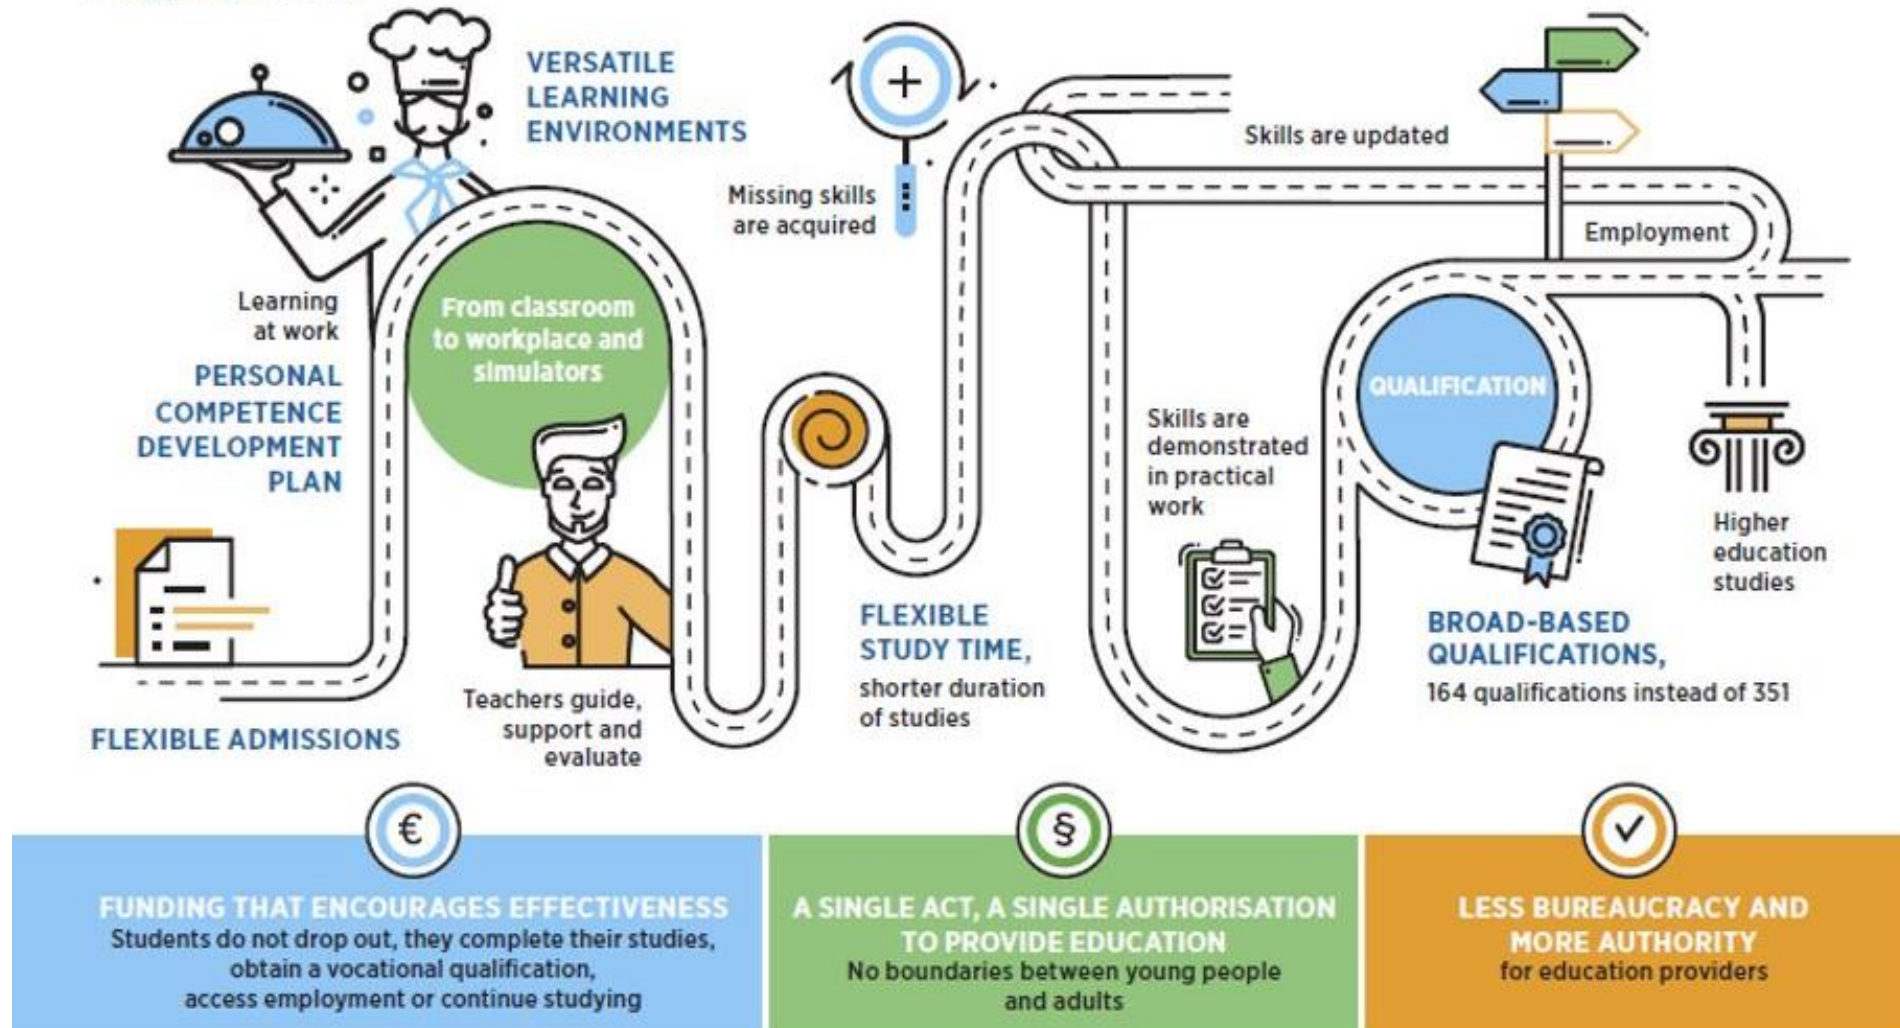 VERSATILE
LEARNING
ENVIRONMENTS
Learning
at work
PERSONAL
COMPETENCE
DEVELOPMENT
PLAN
FLEXIBLE ADMISSIONS
From classroom
to workplace and
simulators
Teachers guide,
support and
evaluate
Missing skills
are acquired
FLEXIBLE
STUDY TIME,
shorter duration
of studies
Skills are updated
Employment
Skills are
demonstrated
in practical
work
QUALIFICATION
BROAD-BASED
QUALIFICATIONS,
164 qualifications instead of 351
Higher
education
studies
€
FUNDING THAT ENCOURAGES EFFECTIVENESS
Students do not drop out, they complete their studies,
obtain a vocational qualification,
access employment or continue studying
§
A SINGLE ACT, A SINGLE AUTHORISATION
TO PROVIDE EDUCATION
No boundaries between young people
and adults
LESS BUREAUCRACY AND
MORE AUTHORITY
for education providers